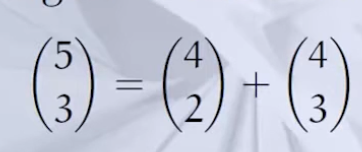 (5 3) = (4 2) + (4 3)